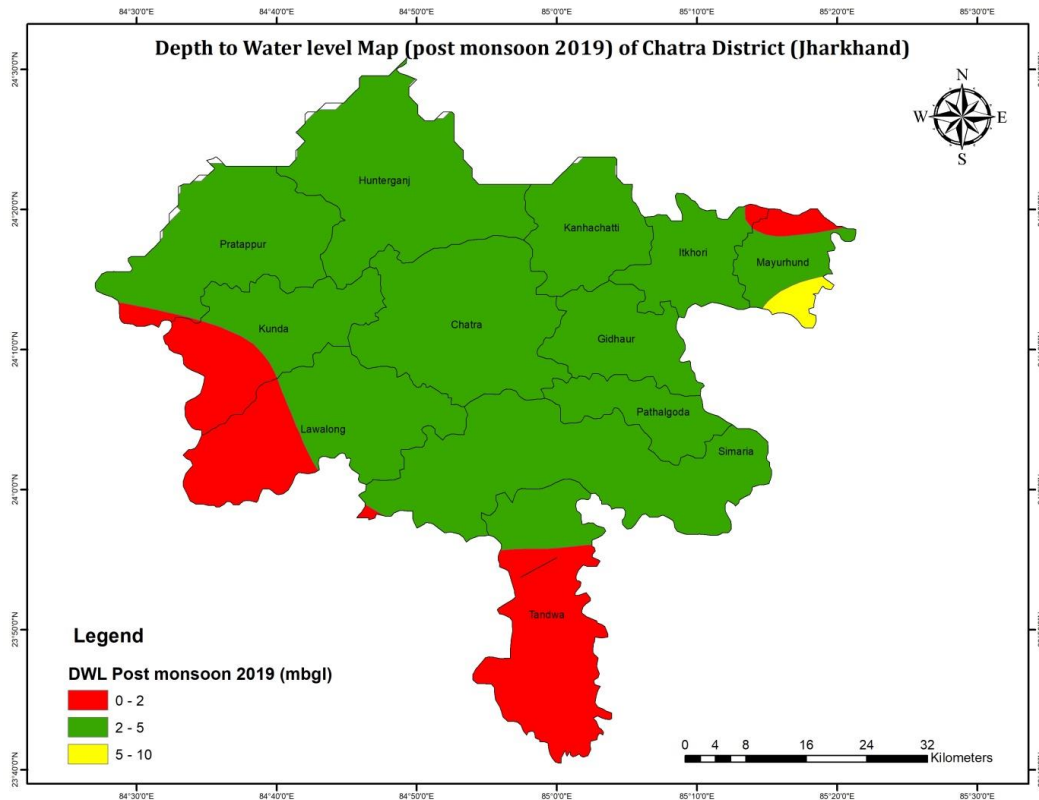 84°30'0"E 84°40'0"E 84°50'0"E 85°0'0"E 85°10'0"E 85°20'0"E 85°30'0"E
Depth to Water level Map (post monsoon 2019) of Chatra District (Jharkhand)
N
W E
S
24°30'0"N
24°20'0"N
24°10'0"N
24°0'0"N
23°50'0"N
23°40'0"N
Hunterganj
Kanhachatti
Pratappur
Itkhori
Mayurhund
Kunda
Chatra
Gidhaur
Pathalgoda
Lawalong
Simaria
Tandwa
Legend
DWL Post monsoon 2019 (mbgl)
0 - 2
2 - 5
5 - 10
0 4 8 16 24 32
Kilometers
84°30'0"E 84°40'0"E 84°50'0"E 85°0'0"E 85°10'0"E 85°20'0"E 85°30'0"E